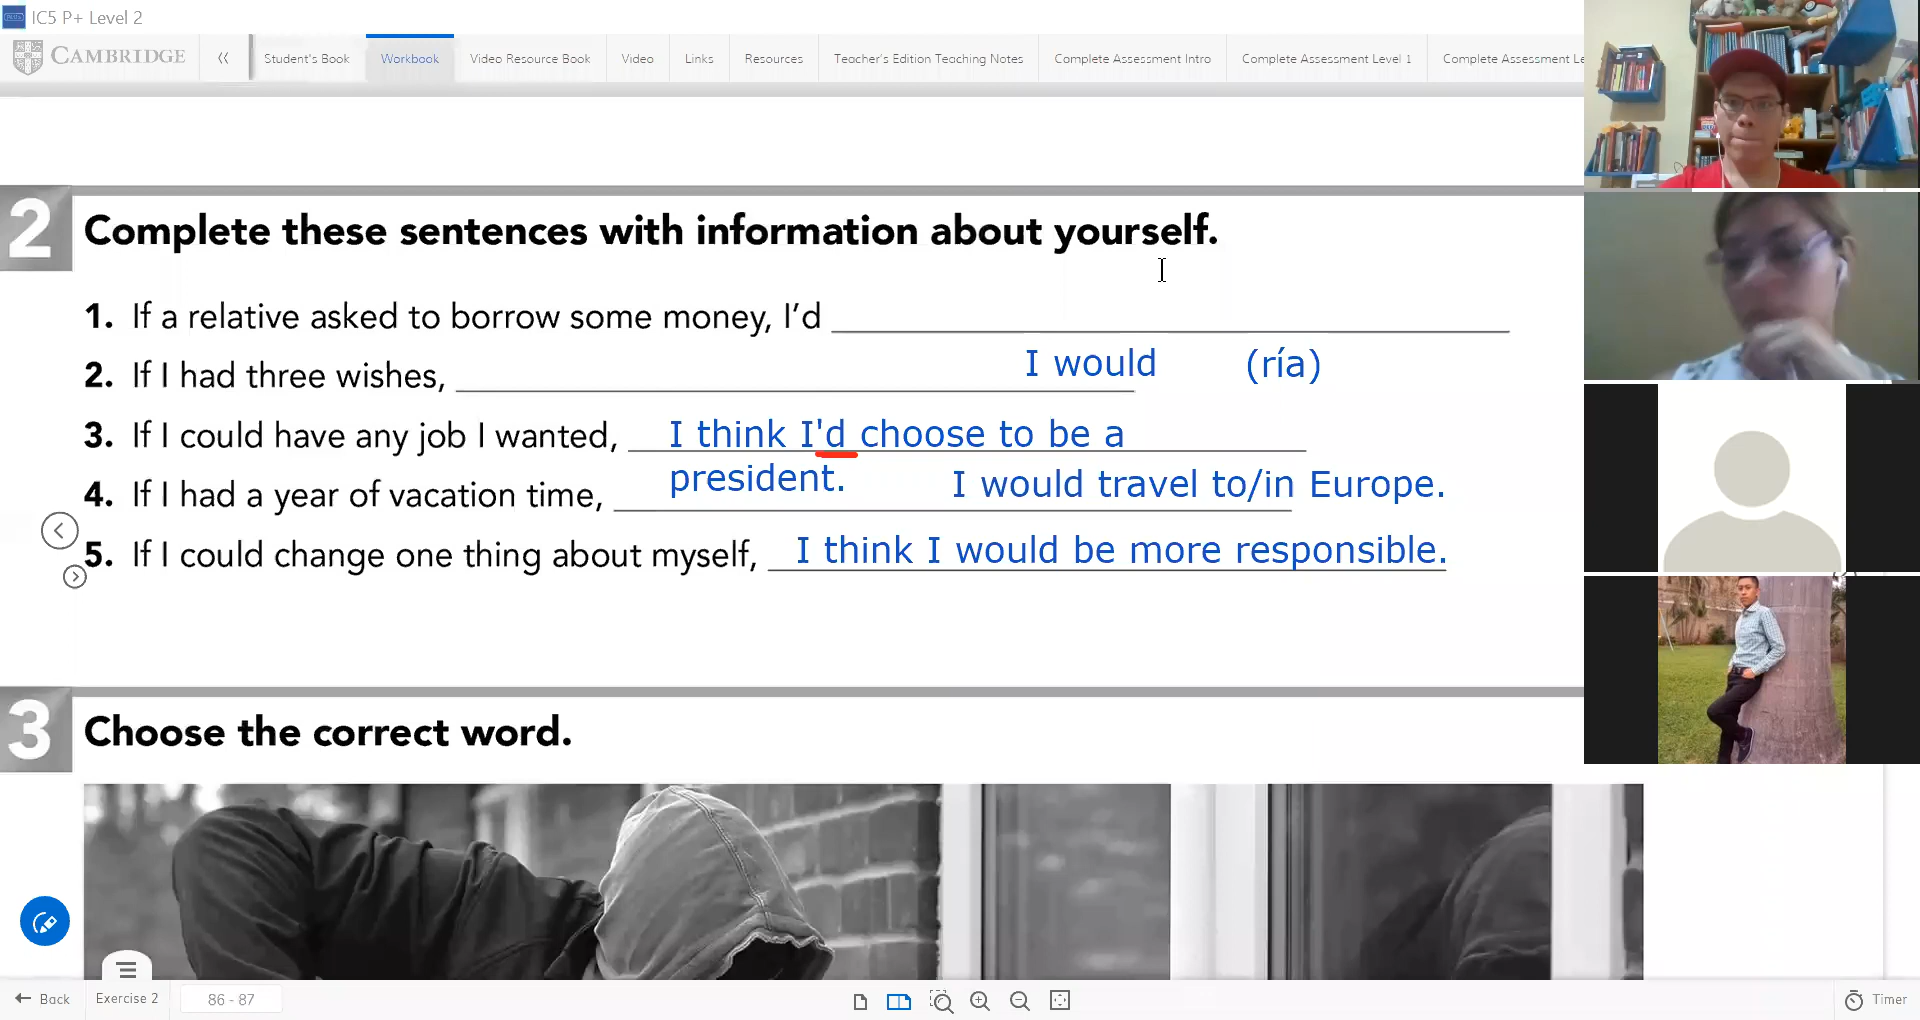 IC5 P+ Level 2
CAMBRIDGE
Student's Book
Workbook
Video Resource Book
Video
Links
Resources
Teacher's Edition Teaching Notes
Complete Assessment Intro
Complete Assessment Level 1
Complete Assessment Le
2 Complete these sentences with information about yourself.
1. If a relative asked to borrow some money, I'd
I would (ría)
2. If I had three wishes,
3. If I could have any job I wanted, I think I'd choose to be a
president.
4. If I had a year of vacation time, I would travel to/in Europe.
5. If I could change one thing about myself, I think I would be more responsible.
3 Choose the correct word.
Back
Exercise 2
86 - 87
Timer